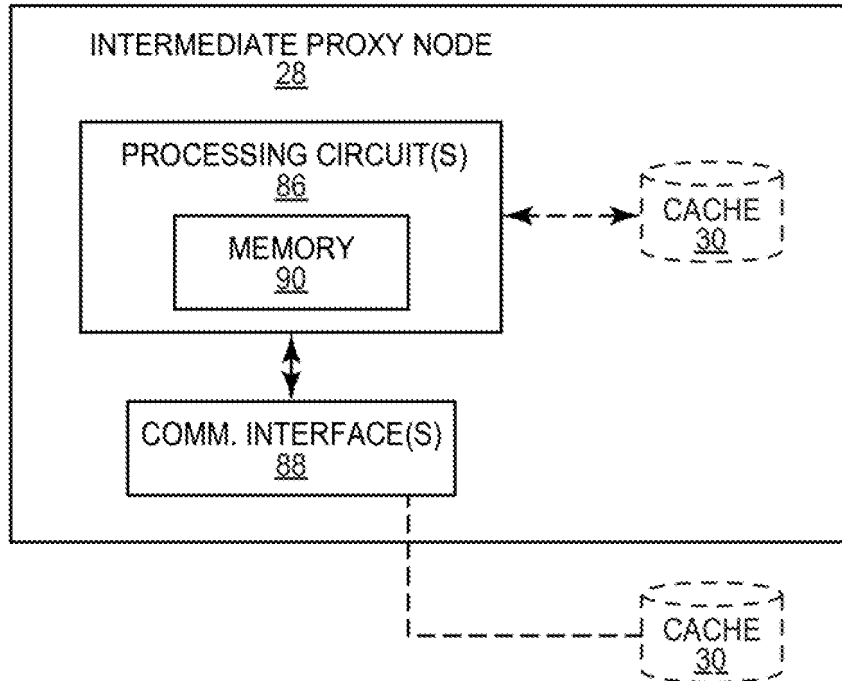 INTERMEDIATE PROXY NODE
28
PROCESSING CIRCUIT(S)
86
MEMORY
90
CACHE
30
COMM. INTERFACE(S)
88
CACHE
30